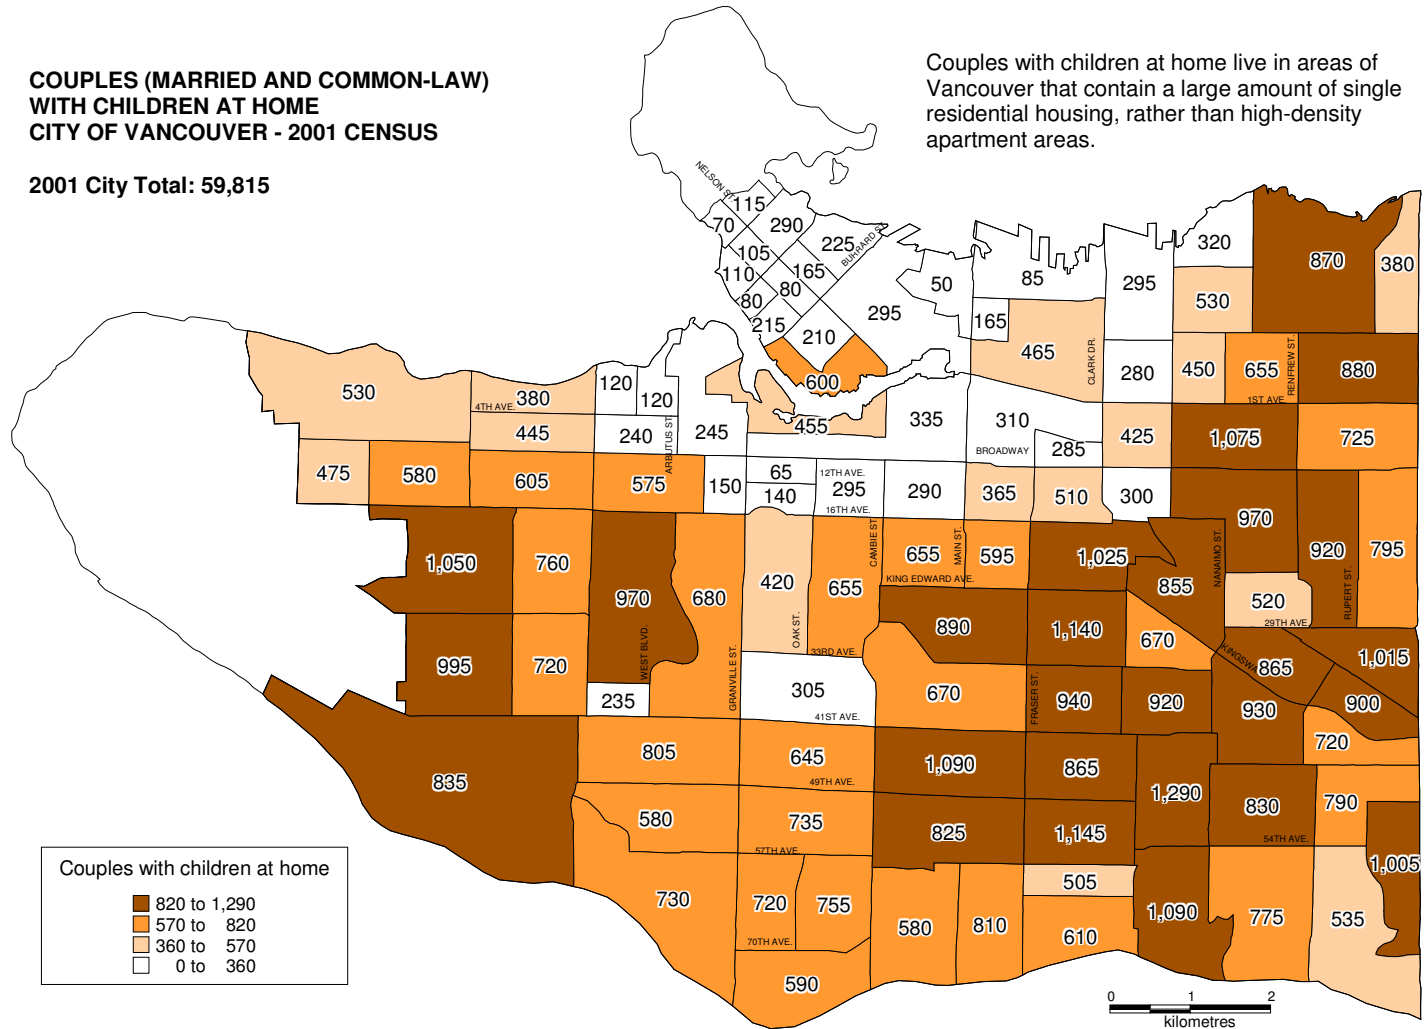 COUPLES (MARRIED AND COMMON-LAW)
WITH CHILDREN AT HOME
CITY OF VANCOUVER - 2001 CENSUS
2001 City Total: 59,815
Couples with children at home live in areas of
Vancouver that contain a large amount of single
residential housing, rather than high-density
apartment areas.
NELSON ST.
115
70
290
225
BURRARD ST.
105
110
165
80
80
215
210
295
50
600
85
165
465
CLARK DR.
295
280
320
530
870
380
450
655
RENFREW ST.
880
1ST AVE.
530
380
4TH AVE.
445
120
120
240
245
ARBUTUS ST.
455
335
310
BROADWAY
285
425
1,075
725
475
580
605
575
150
65
140
12TH AVE.
295
16TH AVE.
290
365
510
300
970
920
795
1,050
760
970
680
420
OAK ST.
655
CAMBIE ST.
655
MAIN ST.
595
KING EDWARD AVE.
1,025
855
NANAIMO ST.
520
29TH AVE.
RUPERT ST.
995
720
WEST BLVD.
235
GRANVILLE ST.
33RD AVE.
305
41ST AVE.
890
670
1,140
670
FRASER ST.
940
920
KINGSWA
865
1,015
930
900
720
835
805
645
49TH AVE.
1,090
865
1,290
830
54TH AVE.
790
1,005
580
735
57TH AVE.
825
1,145
730
720
755
70TH AVE.
590
580
810
505
610
1,090
775
535
Couples with children at home
820 to 1,290
570 to 820
360 to 570
0 to 360
0 1 2
kilometres